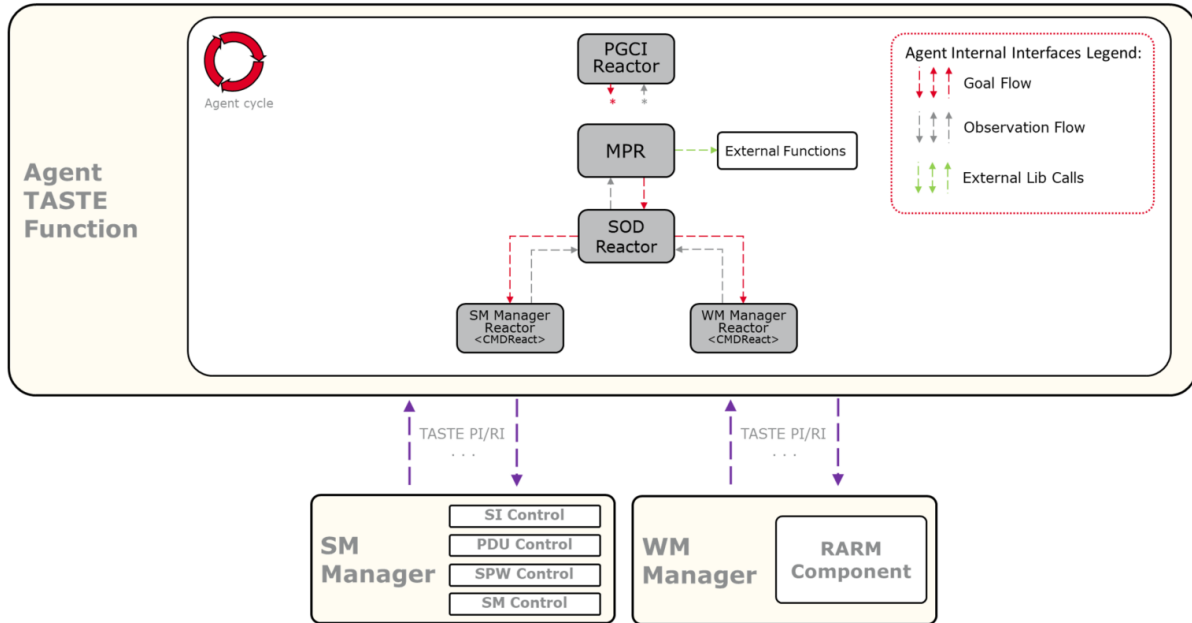 PGCI
Reactor
Agent Internal Interfaces Legend:
Goal Flow
Observation Flow
External Lib Calls
Agent cycle
* *
MPR
External Functions
Agent
TASTE
Function
SOD
Reactor
SM Manager
Reactor
<CMDReact>
WM Manager
Reactor
<CMDReact>
TASTE PI/RI
. . .
TASTE PI/RI
. . .
SM
Manager
SI Control
PDU Control
SPW Control
SM Control
WM
Manager
RARM
Component